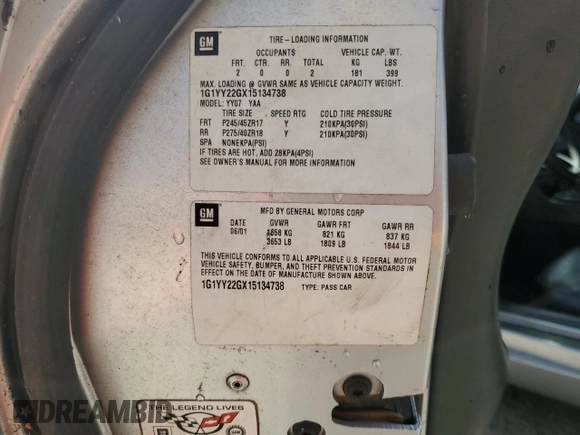 GM
TIRE-LOADING INFORMATION
OCCUPANTS VEHICLE CAP. WT.
FRT. CTR. RR. TOTAL KG LBS
2 0 0 2 181 399
MAX. LOADING @ GVWR SAME AS VEHICLE CAPACITY WEIGHT.
1G1YY22GX15134738
MODEL: YY07 YAA
TIRE SIZE SPEED RTG COLD TIRE PRESSURE
FRT P245/45ZR17 Y 210KPA(30PSI)
RR P275/40ZR18 Y 210KPA(30PSI)
SPA NONEKPA(PSI)
IF TIRES ARE HOT, ADD 28KPA(4PSI)
SEE OWNER'S MANUAL FOR MORE INFORMATION
GM
MFD BY GENERAL MOTORS CORP
DATE GVWR GAWR FRT GAWR RR
06/01 1658 KG 821 KG 837 KG
3653 LB 1809 LB 1844 LB
THIS VEHICLE CONFORMS TO ALL APPLICABLE U.S. FEDERAL MOTOR
VEHICLE SAFETY, BUMPER, AND THEFT PREVENTION STANDARDS IN
EFFECT ON THE DATE OF MANUFACTURE SHOWN ABOVE.
1G1YY22GX15134738 TYPE: PASS CAR
THE LEGEND LIVES
DREAMBID